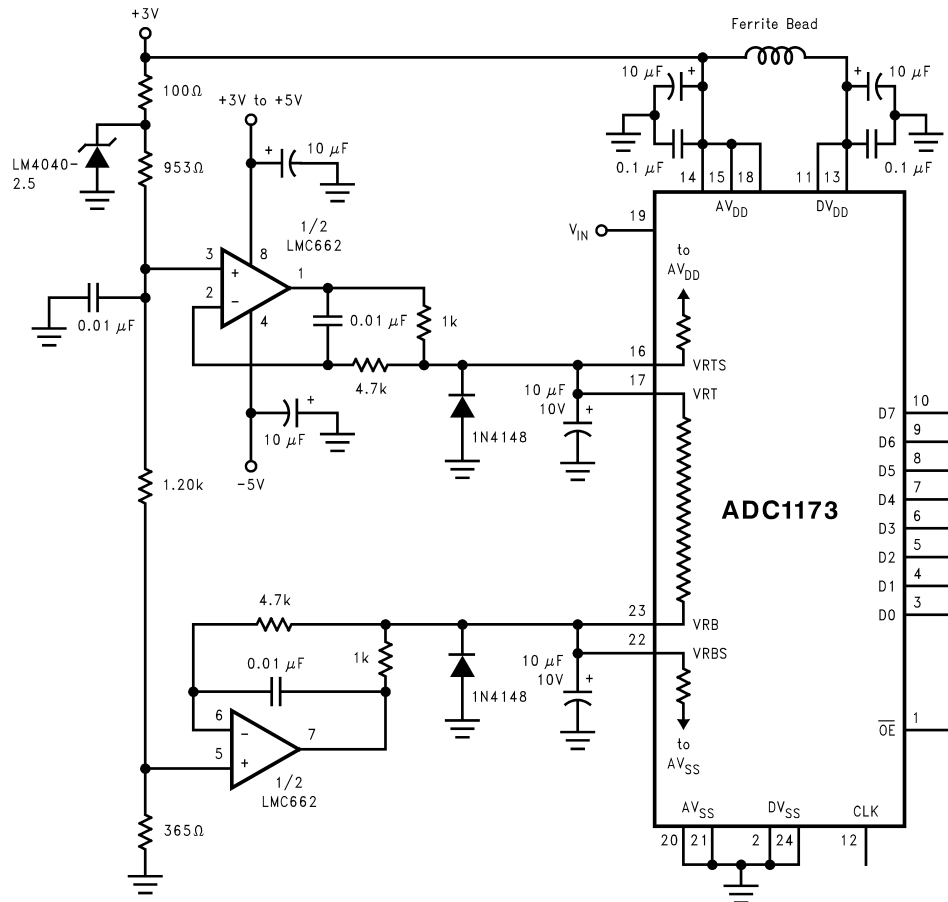 +3V
Ferrite Bead
100Ω
+3V to +5V
10 μF +
+ 10 μF
LM4040-
2.5
953Ω
+ 10 μF
0.1 μF
0.1 μF
14 15 18
11 13
AVDD
DVDD
19
VIN
1/2
LMC662
to
AVDD
3
+
8
1
2
−
4
0.01 μF
0.01 μF
1k
4.7k
16
VRTS
17
VRT
10 μF
10V +
1N4148
10 μF +
-5V
10
D7
9
D6
8
D5
7
D4
6
D3
5
D2
4
D1
3
D0
ADC1173
1.20k
4.7k
23
VRB
22
VRBS
1k
0.01 μF
10 μF
10V +
1N4148
6
−
7
5
+
1/2
LMC662
to
AVSS
1
OE
365Ω
AVSS
DVSS
CLK
20 21
2 24
12